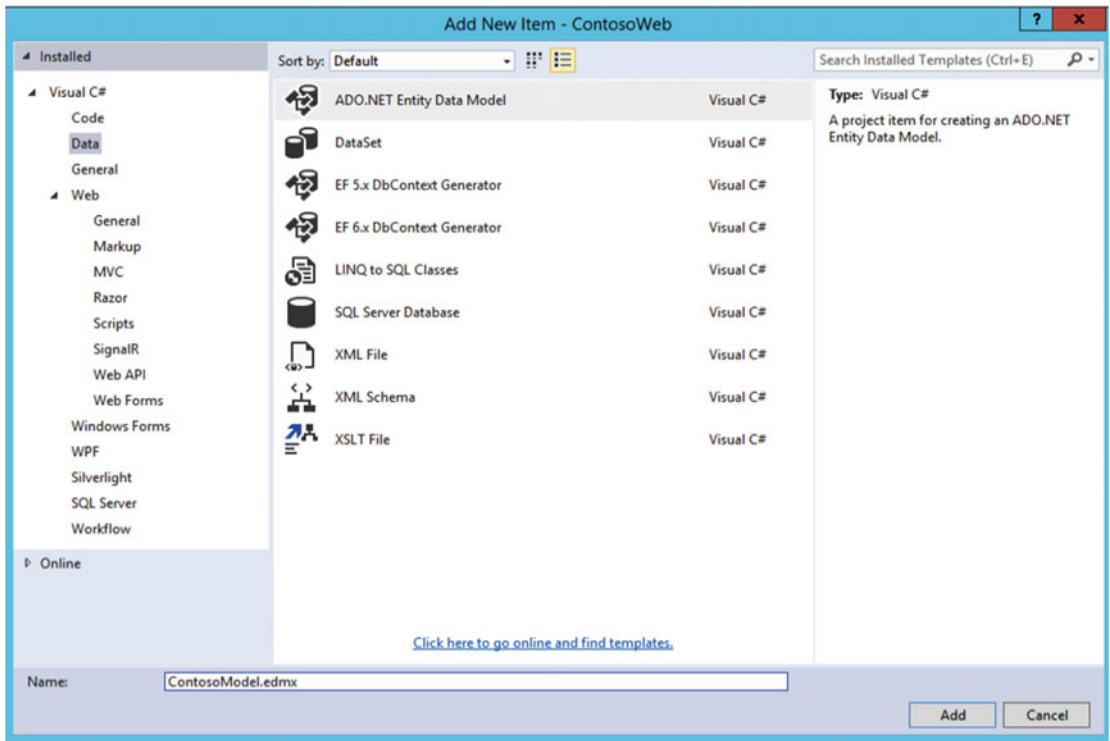 Add New Item - ContosoWeb
?
x
Installed
Sort by: Default
Search Installed Templates (Ctrl+E)
Visual C#
Code
Data
General
Web
General
Markup
MVC
Razor
Scripts
SignalR
Web API
Web Forms
Windows Forms
WPF
Silverlight
SQL Server
Workflow
Online
ADO.NET Entity Data Model Visual C#
DataSet Visual C#
EF 5.x DbContext Generator Visual C#
EF 6.x DbContext Generator Visual C#
LINQ to SQL Classes Visual C#
SQL Server Database Visual C#
XML File Visual C#
XML Schema Visual C#
XSLT File Visual C#
Click here to go online and find templates.
Type: Visual C#
A project item for creating an ADO.NET
Entity Data Model.
Name: ContosoModel.edmx
Add Cancel